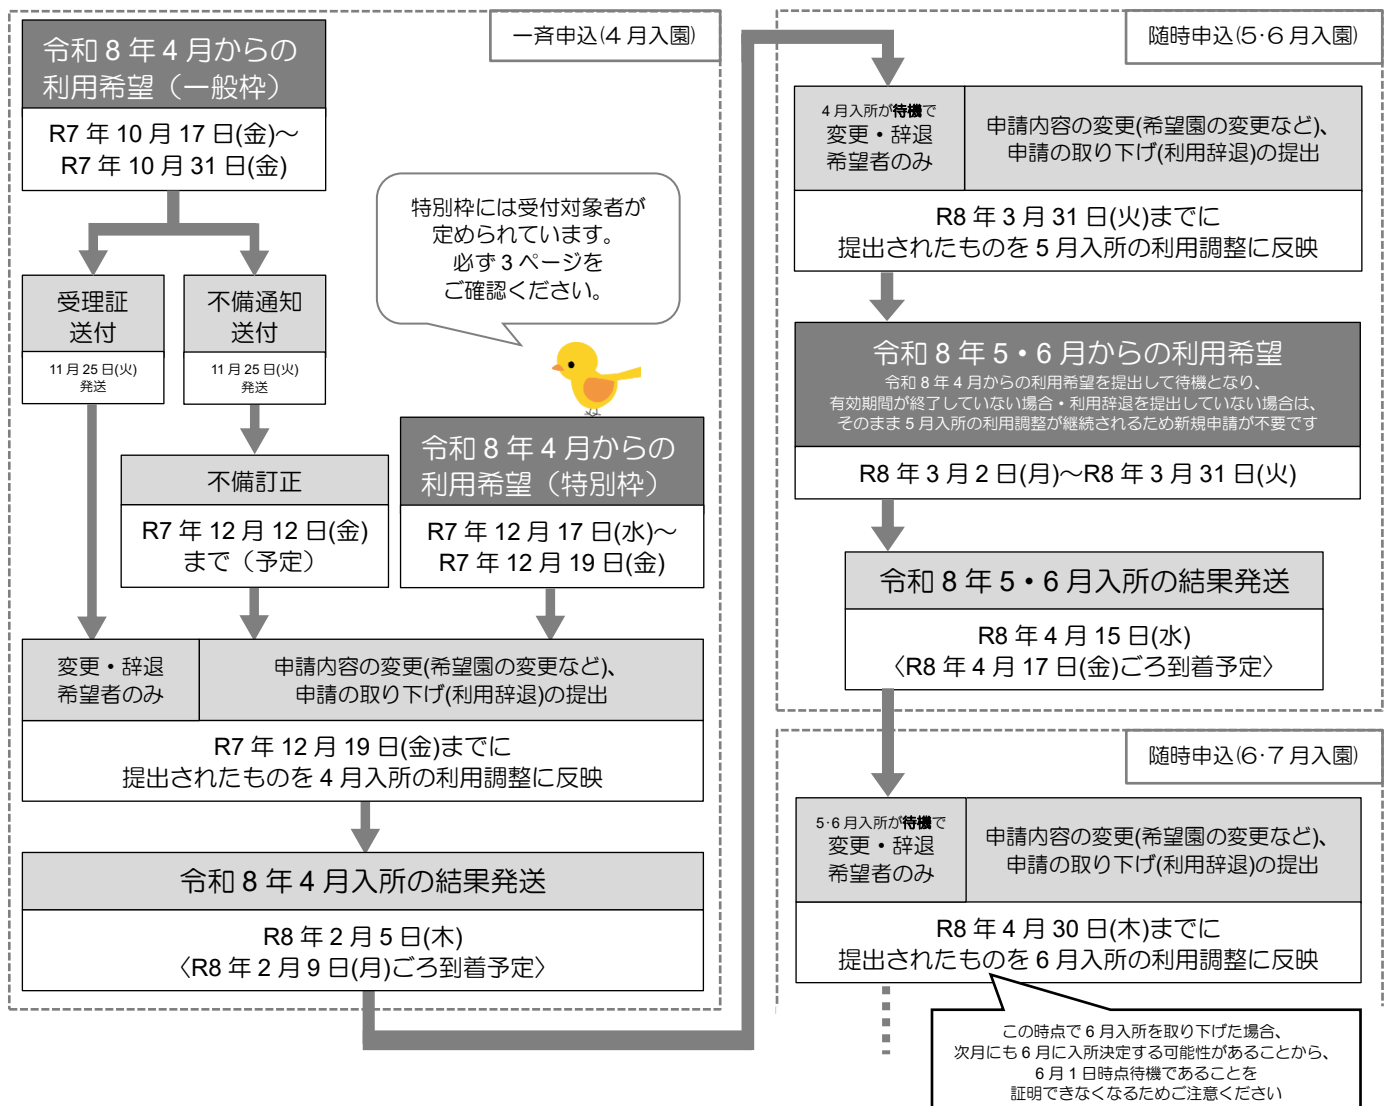 一斉申込(4月入園)
令和8年4月からの
利用希望（一般枠）
R7年10月17日(金)～
R7年10月31日(金)
特別枠には受付対象者が
定められています。
必ず3ページを
ご確認ください。
受理証
送付
11月25日(火)
発送
不備通知
送付
11月25日(火)
発送
不備訂正
R7年12月12日(金)
まで（予定）
令和8年4月からの
利用希望（特別枠）
R7年12月17日(水)～
R7年12月19日(金)
変更・辞退
希望者のみ
申請内容の変更(希望園の変更など)、
申請の取り下げ(利用辞退)の提出
R7年12月19日(金)までに
提出されたものを4月入所の利用調整に反映
令和8年4月入所の結果発送
R8年2月5日(木)
〈R8年2月9日(月)ごろ到着予定〉
随時申込(5･6月入園)
4月入所が待機で
変更・辞退
希望者のみ
申請内容の変更(希望園の変更など)、
申請の取り下げ(利用辞退)の提出
R8年3月31日(火)までに
提出されたものを5月入所の利用調整に反映
令和8年5・6月からの利用希望
令和8年4月からの利用希望を提出して待機となり、
有効期間が終了していない場合・利用辞退を提出していない場合は、
そのまま5月入所の利用調整が継続されるため新規申請が不要です
R8年3月2日(月)～R8年3月31日(火)
令和8年5・6月入所の結果発送
R8年4月15日(水)
〈R8年4月17日(金)ごろ到着予定〉
随時申込(6･7月入園)
5･6月入所が待機で
変更・辞退
希望者のみ
申請内容の変更(希望園の変更など)、
申請の取り下げ(利用辞退)の提出
R8年4月30日(木)までに
提出されたものを6月入所の利用調整に反映
この時点で6月入所を取り下げた場合、
次月にも6月に入所決定する可能性があることから、
6月1日時点待機であることを
証明できなくなるためご注意ください